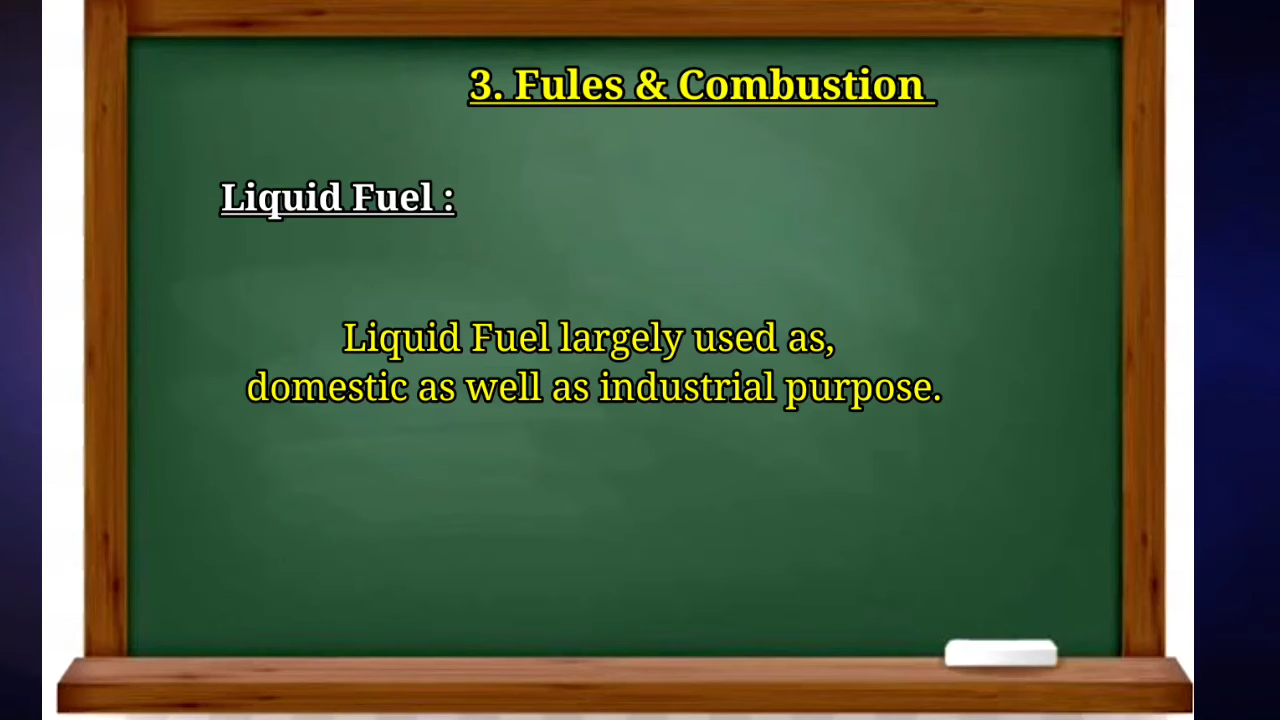 3. Fules & Combustion
Liquid Fuel :
Liquid Fuel largely used as,
domestic as well as industrial purpose.